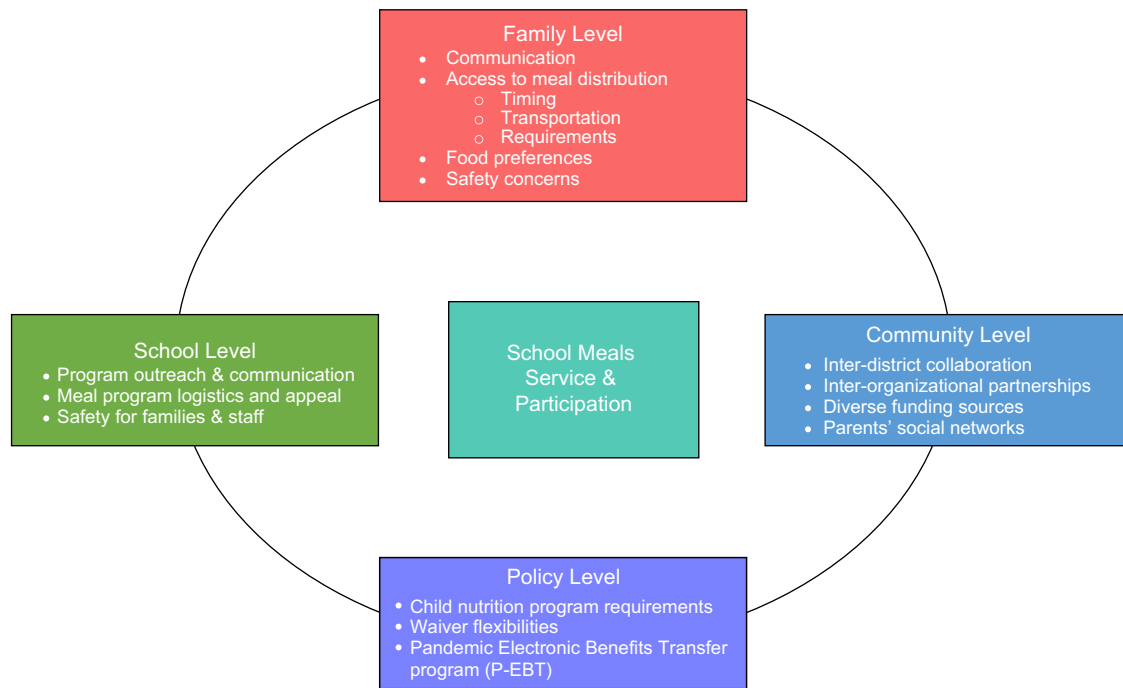 Family Level
• Communication
• Access to meal distribution
○ Timing
○ Transportation
○ Requirements
• Food preferences
• Safety concerns
School Level
• Program outreach & communication
• Meal program logistics and appeal
• Safety for families & staff
School Meals
Service &
Participation
Community Level
• Inter-district collaboration
• Inter-organizational partnerships
• Diverse funding sources
• Parents’ social networks
Policy Level
• Child nutrition program requirements
• Waiver flexibilities
• Pandemic Electronic Benefits Transfer
program (P-EBT)